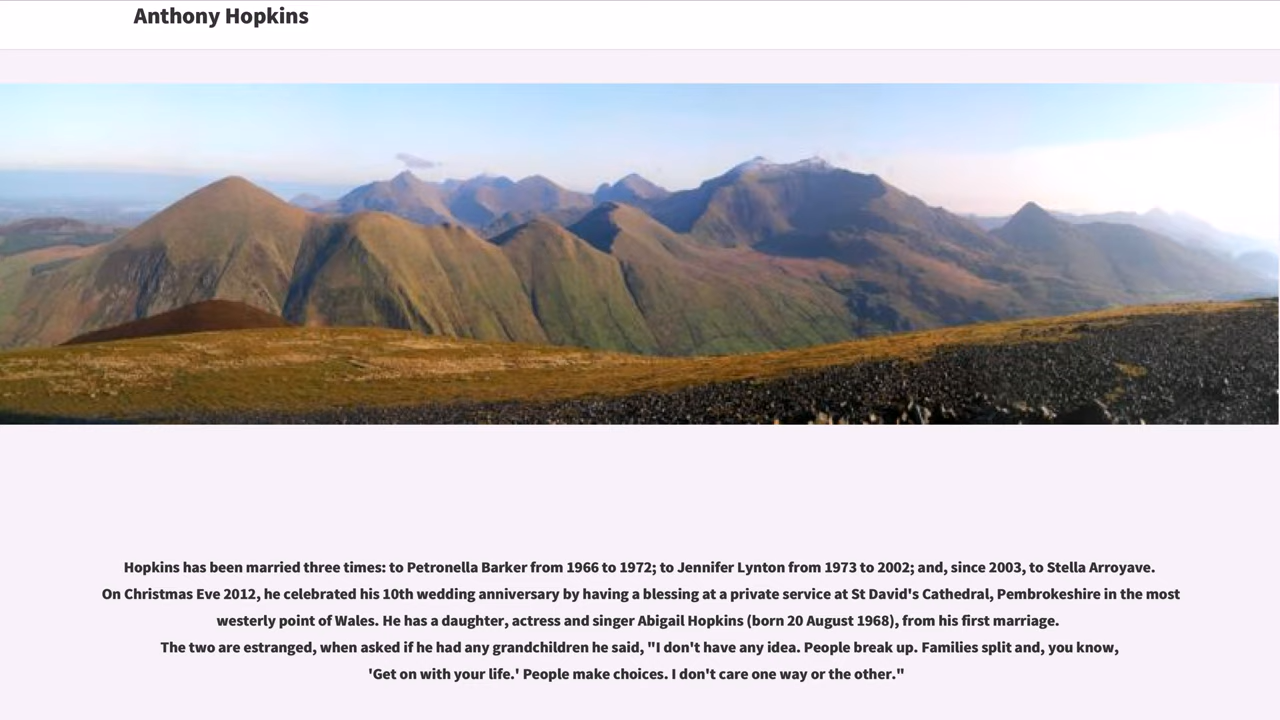 Anthony Hopkins
Hopkins has been married three times: to Petronella Barker from 1966 to 1972; to Jennifer Lynton from 1973 to 2002; and, since 2003, to Stella Arroyave.
On Christmas Eve 2012, he celebrated his 10th wedding anniversary by having a blessing at a private service at St David's Cathedral, Pembrokeshire in the most
westerly point of Wales. He has a daughter, actress and singer Abigail Hopkins (born 20 August 1968), from his first marriage.
The two are estranged, when asked if he had any grandchildren he said, "I don't have any idea. People break up. Families split and, you know,
'Get on with your life.' People make choices. I don't care one way or the other."